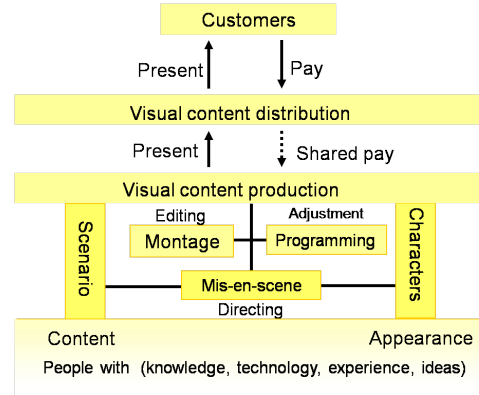 Customers
Present
Pay
Visual content distribution
Present
Shared pay
Visual content production
Scenario
Editing
Montage
Adjustment
Programming
Characters
Mis-en-scene
Directing
Content
Appearance
People with (knowledge, technology, experience, ideas)